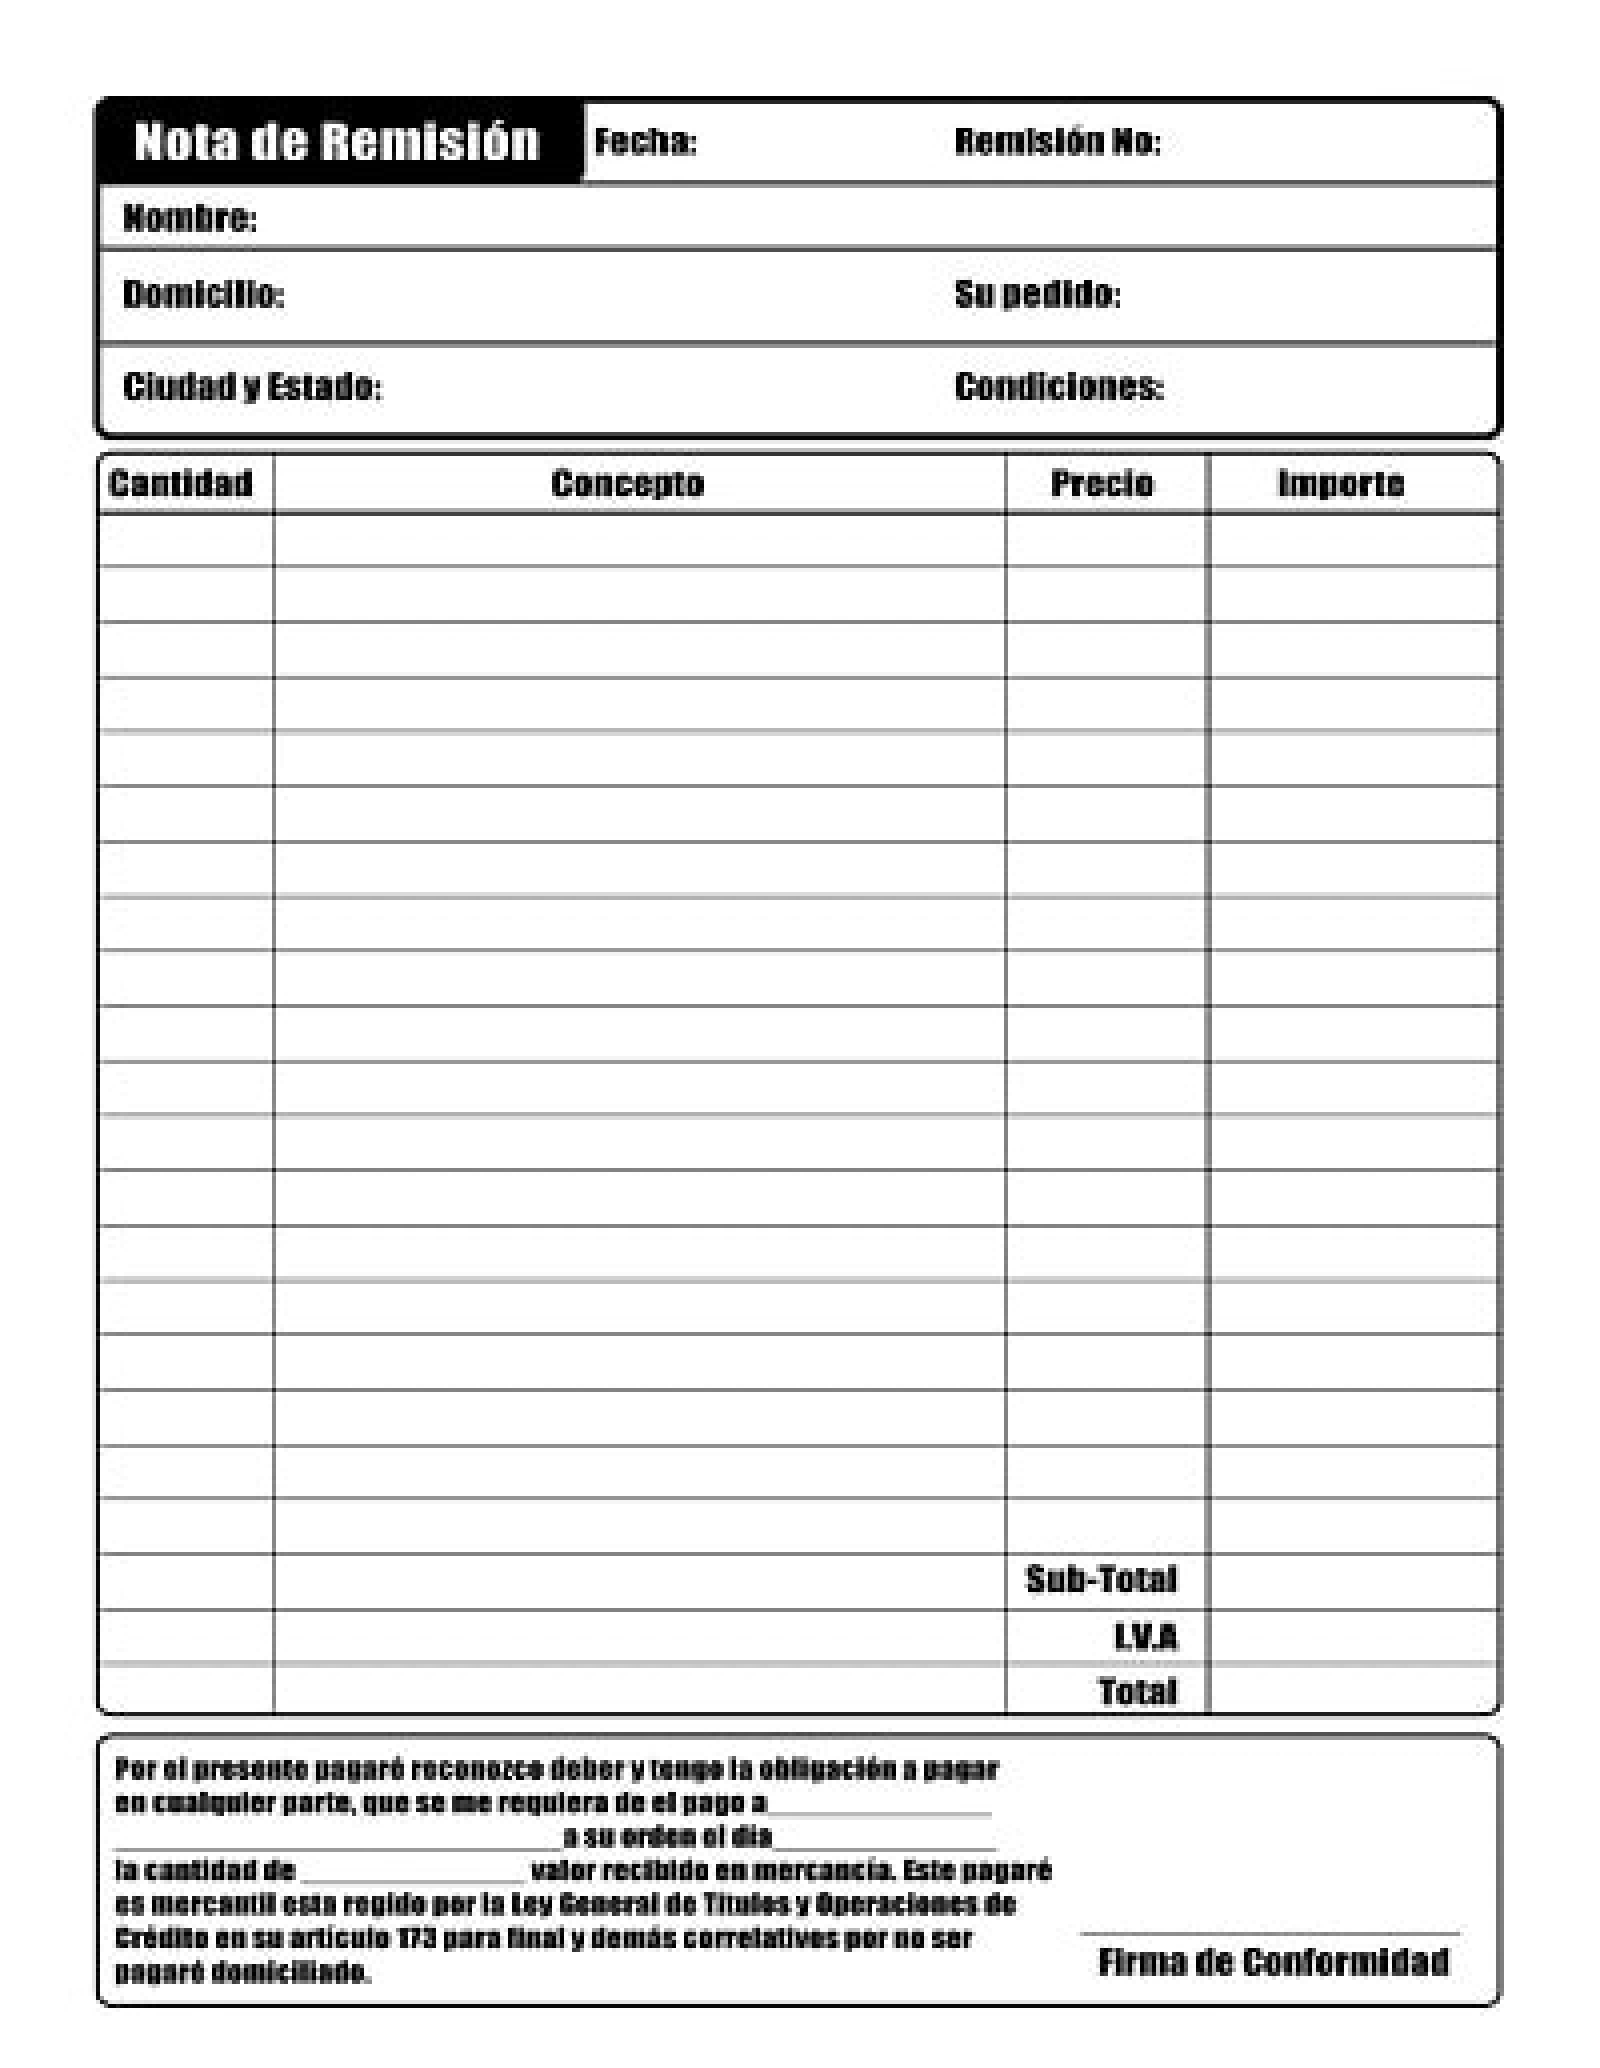 Nota de Remisión Fecha: Remisión No:
Nombre:
Domicilio: Su pedido:
Ciudad y Estado: Condiciones:
Cantidad Concepto Precio Importe
Sub-Total
I.V.A
Total
Por el presente pagaré reconozco deber y tengo la obligación a pagar
en cualquier parte, que se me requiera de el pago a________________
________________________________a su orden el día________________
la cantidad de ________________ valor recibido en mercancía. Este pagaré
es mercantil esta regido por la Ley General de Títulos y Operaciones de
Crédito en su artículo 173 para final y demás correlativos por no ser
pagaré domiciliado.
Firma de Conformidad